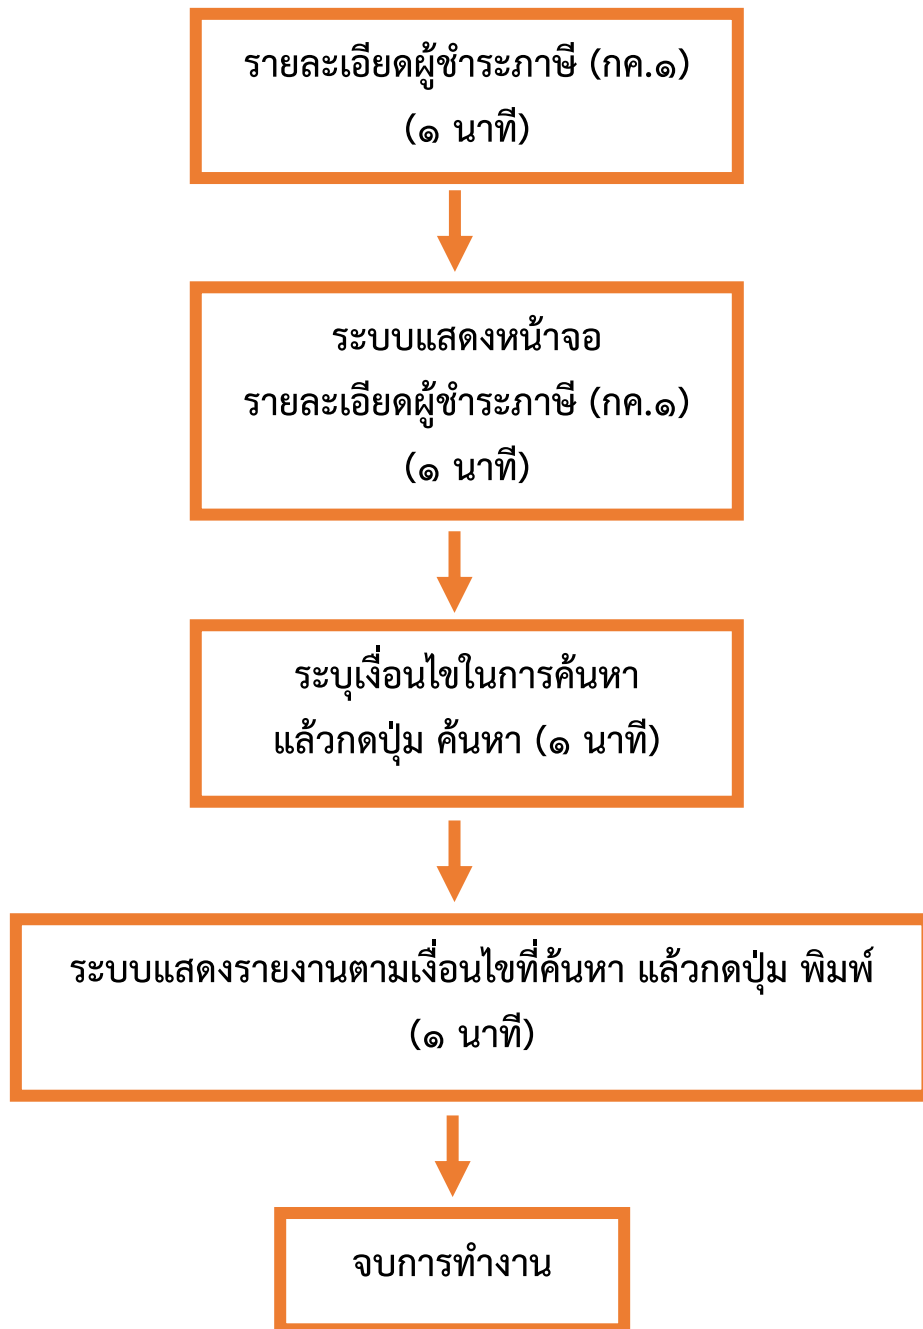 รายละเอียดผู้ชำระภาษี (กค.๑)
(๑ นาที)
ระบบแสดงหน้าจอ
รายละเอียดผู้ชำระภาษี (กค.๑)
(๑ นาที)
ระบุเงื่อนไขในการค้นหา
แล้วกดปุ่ม ค้นหา (๑ นาที)
ระบบแสดงรายงานตามเงื่อนไขที่ค้นหา แล้วกดปุ่ม พิมพ์
(๑ นาที)
จบการทำงาน